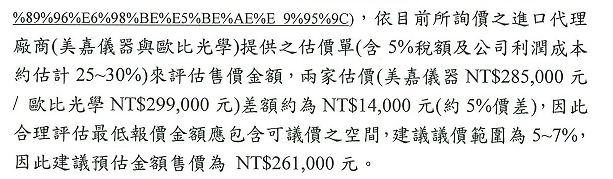 %89%96%E6%98%BE%E5%BE%AE%E 9%95%9C)，依目前所詢價之進口代理
廠商(美嘉儀器與歐比光學)提供之估價單(含 5%稅額及公司利潤成本
約估計 25~30%)來評估售價金額，兩家估價(美嘉儀器 NT$285,000 元
/ 歐比光學 NT$299,000 元)差額約為 NT$14,000 元(約 5%價差)，因此
合理評估最低報價金額應包含可議價之空間，建議議價範圍為 5~7%，
因此建議預估金額售價為 NT$261,000 元。